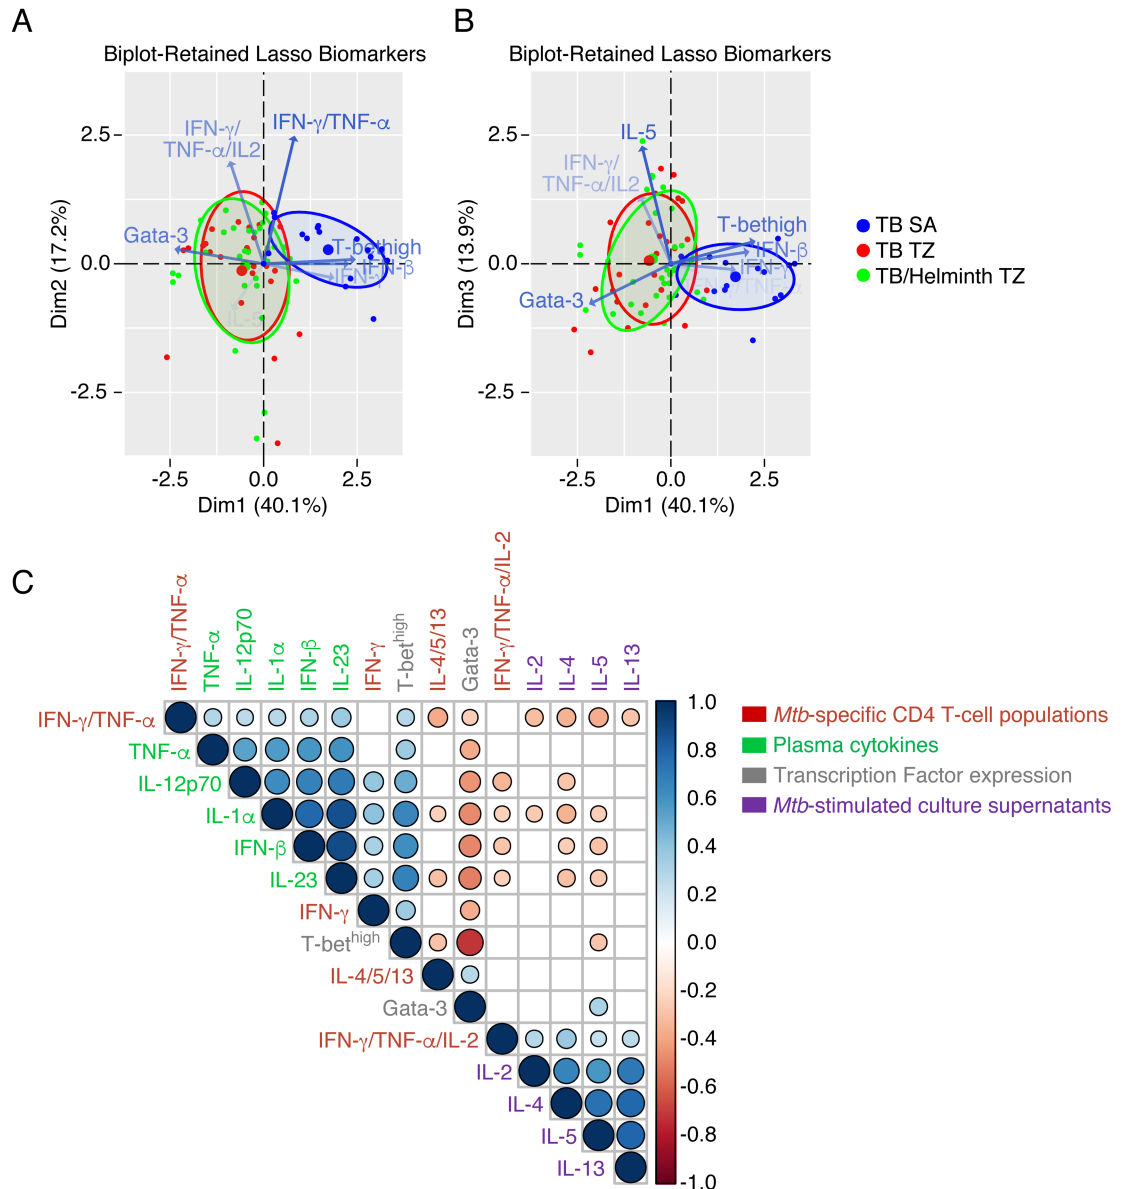 A
Biplot-Retained Lasso Biomarkers
2.5
0.0
-2.5
Dim2 (17.2%)
IFN-γ/
TNF-α/IL2
IFN-γ/TNF-α
Gata-3
T-bethigh
IFN-β
IFN-γ
IL-5
-2.5
0.0
2.5
Dim1 (40.1%)
B
Biplot-Retained Lasso Biomarkers
2.5
0.0
-2.5
Dim3 (13.9%)
IL-5
IFN-γ/
TNF-α/IL2
T-bethigh
IFN-β
IFN-γ
IFN-γ/TNF-α
Gata-3
-2.5
0.0
2.5
Dim1 (40.1%)
TB SA
TB TZ
TB/Helminth TZ
C
IFN-γ/TNF-α
TNF-α
IL-12p70
IL-1α
IFN-β
IL-23
IFN-γ
T-bethigh
IL-4/5/13
Gata-3
IFN-γ/TNF-α/IL-2
IL-2
IL-4
IL-5
IL-13
IFN-γ/TNF-α
TNF-α
IL-12p70
IL-1α
IFN-β
IL-23
IFN-γ
T-bethigh
IL-4/5/13
Gata-3
IFN-γ/TNF-α/IL-2
IL-2
IL-4
IL-5
IL-13
1.0
0.8
0.6
0.4
0.2
0.0
-0.2
-0.4
-0.6
-0.8
-1.0
Mtb-specific CD4 T-cell populations
Plasma cytokines
Transcription Factor expression
Mtb-stimulated culture supernatants